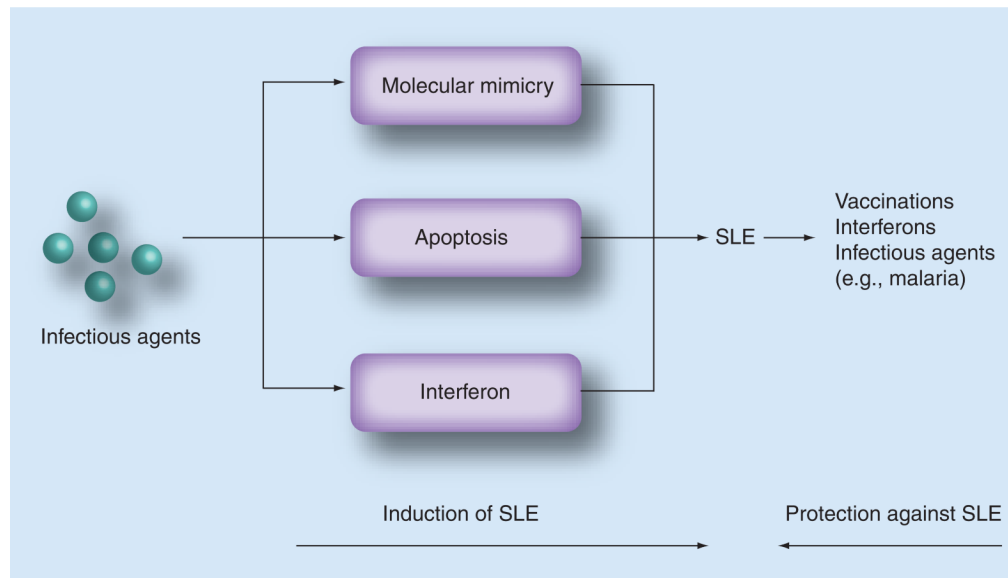 Molecular mimicry
Infectious agents
Apoptosis
SLE
Vaccinations
Interferons
Infectious agents
(e.g., malaria)
Interferon
Induction of SLE
Protection against SLE